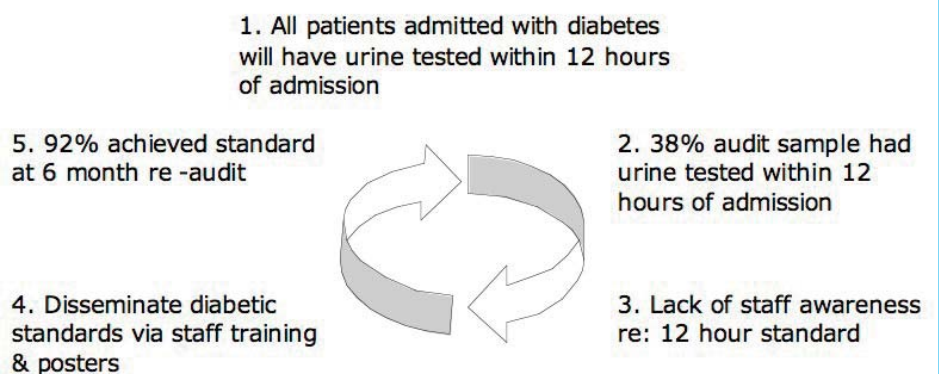 1. All patients admitted with diabetes
will have urine tested within 12 hours
of admission
2. 38% audit sample had
urine tested within 12
hours of admission
3. Lack of staff awareness
re: 12 hour standard
4. Disseminate diabetic
standards via staff training
& posters
5. 92% achieved standard
at 6 month re -audit